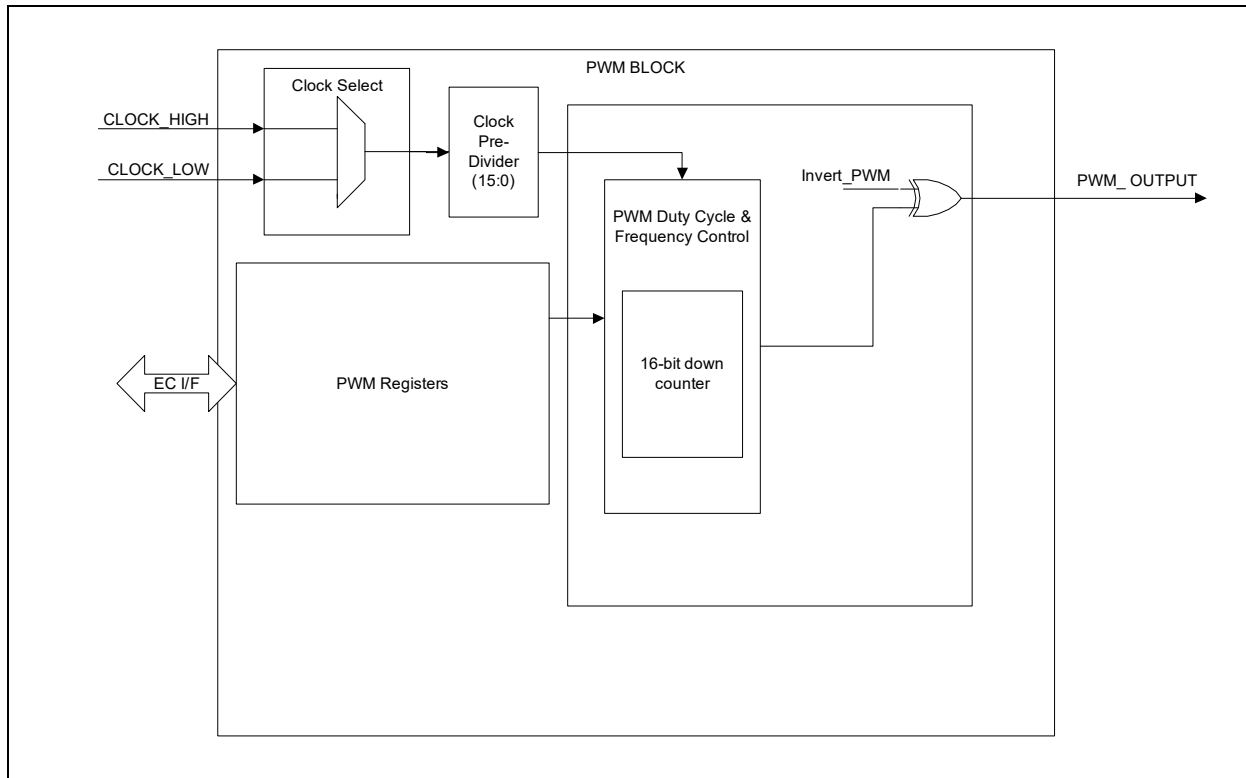 PWM BLOCK
Clock Select
CLOCK_HIGH
CLOCK_LOW
Clock
Pre-
Divider
(15:0)
Invert_PWM
PWM_ OUTPUT
PWM Duty Cycle &
Frequency Control
16-bit down
counter
EC I/F
PWM Registers